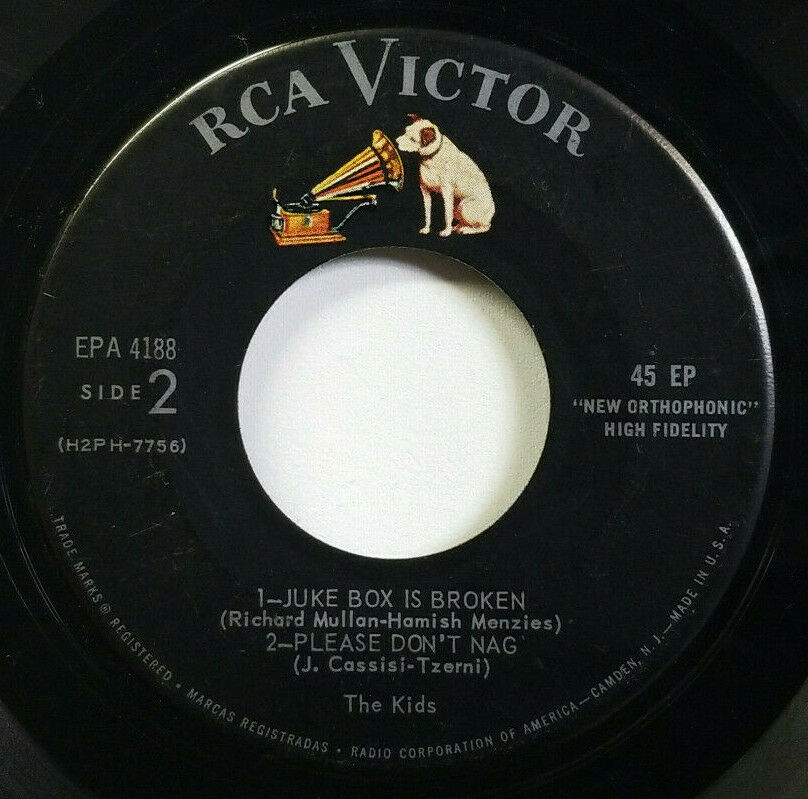 RCA VICTOR
EPA 4188
SIDE 2
(H2PH-7756)
45 EP
"NEW ORTHOPHONIC"
HIGH FIDELITY
1–JUKE BOX IS BROKEN
(Richard Mullan-Hamish Menzies)
2–PLEASE DON'T NAG
(J. Cassisi-Tzerni)
The Kids
TRADE MARKS ® REGISTERED • MARCAS REGISTRADAS • RADIO CORPORATION OF AMERICA—CAMDEN, N. J.—MADE IN U. S. A.